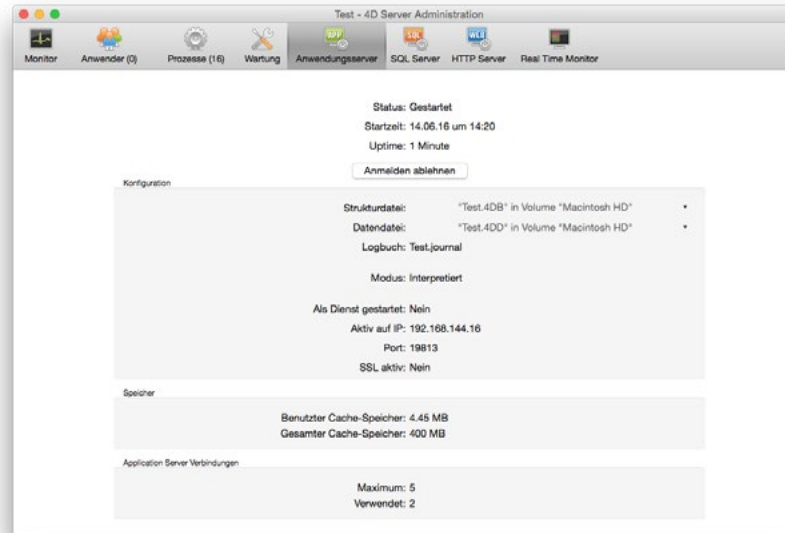 Test - 4D Server Administration
Monitor Anwender (0) Prozesse (16) Wartung Anwendungsserver SQL Server HTTP Server Real Time Monitor
APP SQL WEB
Status: Gestartet
Startzeit: 14.06.16 um 14:20
Uptime: 1 Minute
Anmelden ablehnen
Konfiguration
Strukturdatei: "Test.4DB" in Volume "Macintosh HD"
Datendatei: "Test.4DD" in Volume "Macintosh HD"
Logbuch: Test.journal
Modus: Interpretiert
Als Dienst gestartet: Nein
Aktiv auf IP: 192.168.144.16
Port: 19813
SSL aktiv: Nein
Speicher
Benutzter Cache-Speicher: 4.45 MB
Gesamter Cache-Speicher: 400 MB
Application Server Verbindungen
Maximum: 5
Verwendet: 2